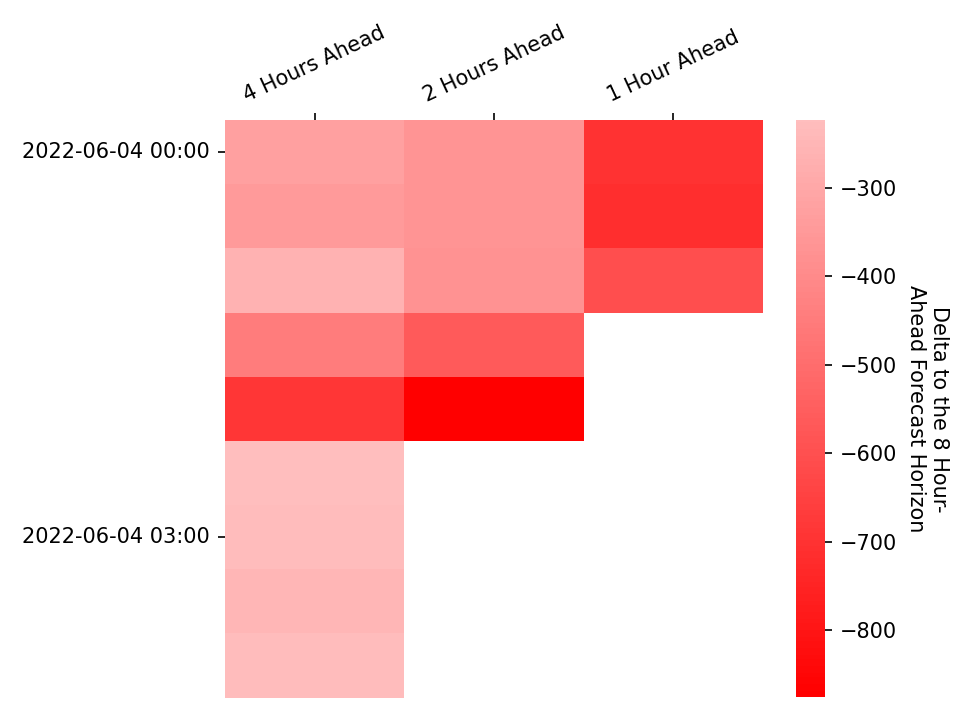 4 Hours Ahead
2 Hours Ahead
1 Hour Ahead
2022-06-04 00:00
2022-06-04 03:00
−300
−400
−500
−600
−700
−800
Delta to the 8 Hour-
Ahead Forecast Horizon